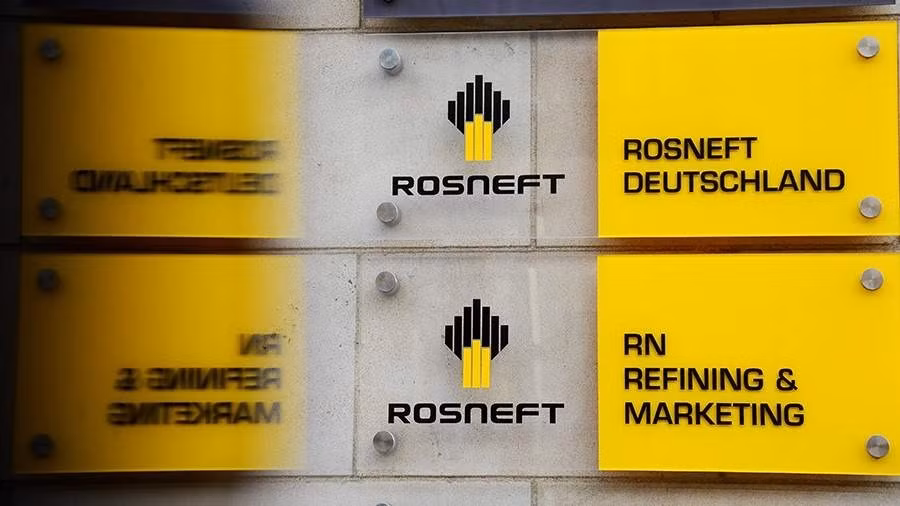 ROSNEFT
ROSNEFT
DEUTSCHLAND
ROSNEFT
RN
REFINING &
MARKETING